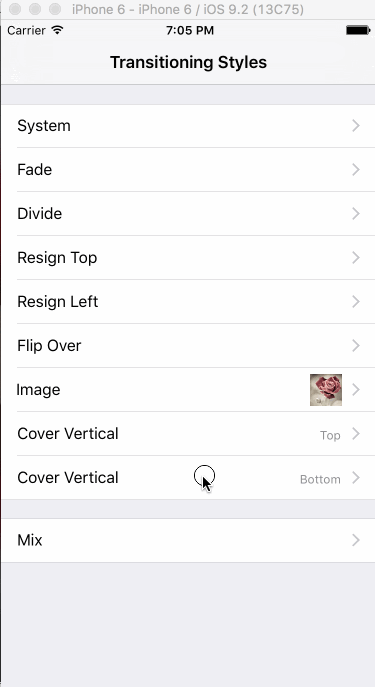 iPhone 6 - iPhone 6 / iOS 9.2 (13C75)
Carrier 7:05 PM
Transitioning Styles
System
Fade
Divide
Resign Top
Resign Left
Flip Over
Image
Cover Vertical Top
Cover Vertical Bottom
Mix